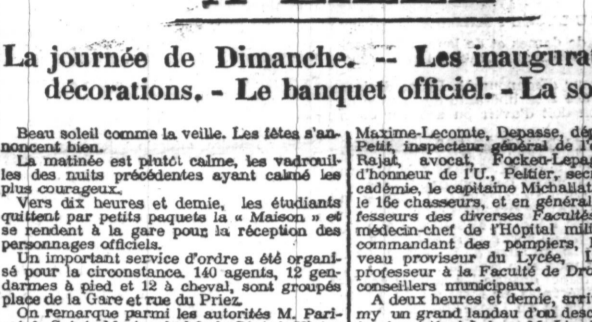 La journée de Dimanche. -- Les inaugura
décorations. - Le banquet officiel. - La so
Beau soleil comme la veille. Les fêtes s'an-
noncent bien.
La matinée est plutôt calme, les vadrouil-
les des nuits précédentes ayant calmé les
plus courageux.
Vers dix heures et demie, les étudiants
quittent par petits paquets la « Maison » et
se rendent à la gare pour la réception des
personnages officiels.
Un important service d'ordre a été organi-
sé pour la circonstance. 140 agents, 12 gen-
darmes à pied et 12 à cheval, sont groupés
place de la Gare et rue du Priez.
On remarque parmi les autorités M. Pari-
Maxime-Lecomte, Depasse, dé
Petit, inspecteur général de l'
Rajat, avocat, Focken-Lepa
d'honneur de l'U., Peltier, sec
cadémie, le capitaine Michallat
le 16e chasseurs, et en général
fesseurs des diverses Facultés
médecin-chef de l'Hôpital mili
commandant des pompiers, l
veau proviseur du Lycée, L
professeur à la Faculté de Dro
conseillers municipaux.
A deux heures et demie, arri
my un grand landau d'on desc